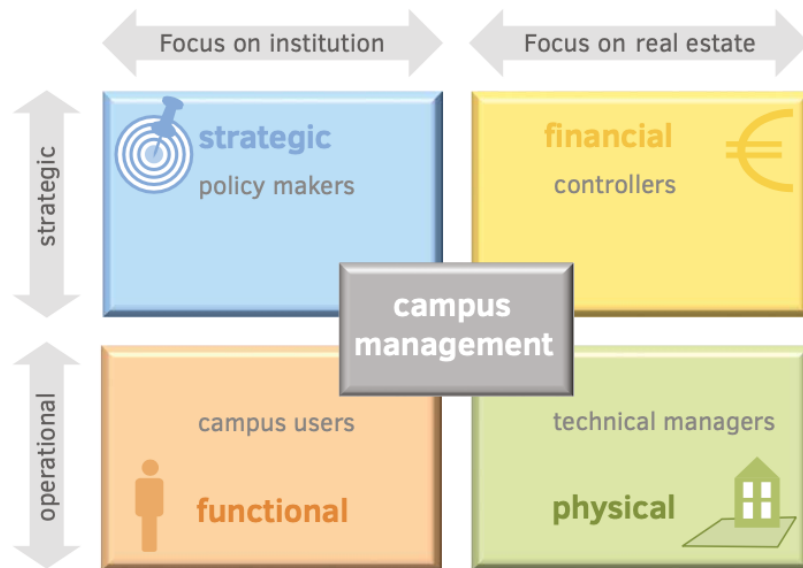 Focus on institution
Focus on real estate
strategic
strategic
policy makers
financial
controllers
€
campus
management
operational
campus users
functional
technical managers
physical